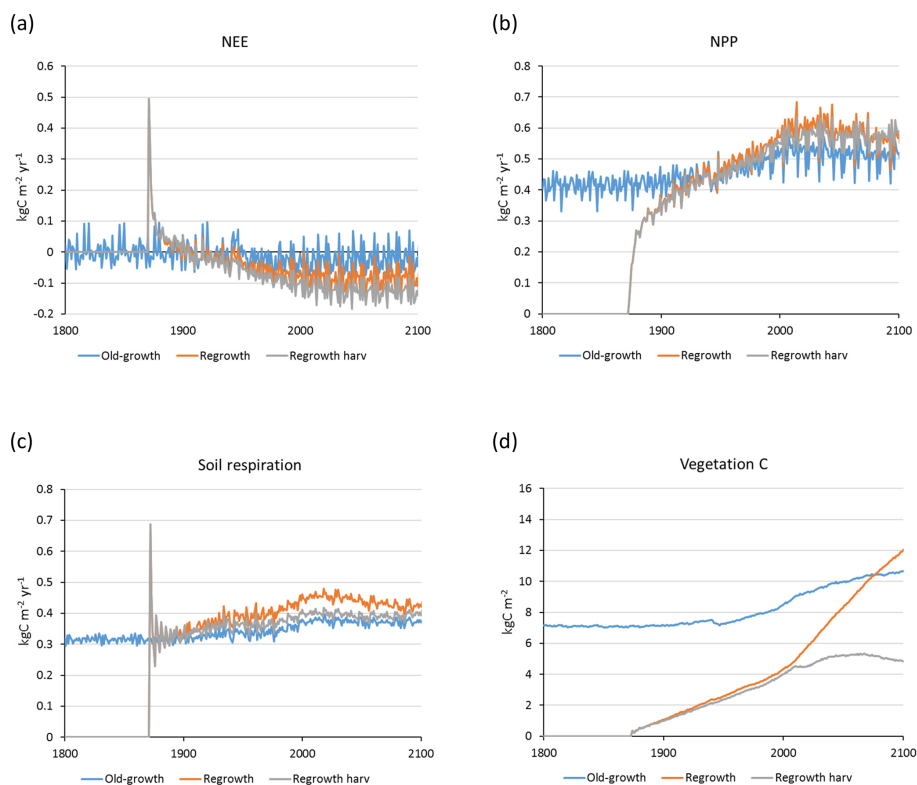 (a)
NEE
kgC m⁻² yr⁻¹
0.6
0.5
0.4
0.3
0.2
0.1
0
-0.1
-0.2
1800 1900 2000 2100
Old-growth Regrowth Regrowth harv
(b)
NPP
kgC m⁻² yr⁻¹
0.8
0.7
0.6
0.5
0.4
0.3
0.2
0.1
0
1800 1900 2000 2100
Old-growth Regrowth Regrowth harv
(c)
Soil respiration
kgC m⁻² yr⁻¹
0.8
0.7
0.6
0.5
0.4
0.3
0.2
0.1
0
1800 1900 2000 2100
Old-growth Regrowth Regrowth harv
(d)
Vegetation C
kgC m⁻²
16
14
12
10
8
6
4
2
0
1800 1900 2000 2100
Old-growth Regrowth Regrowth harv